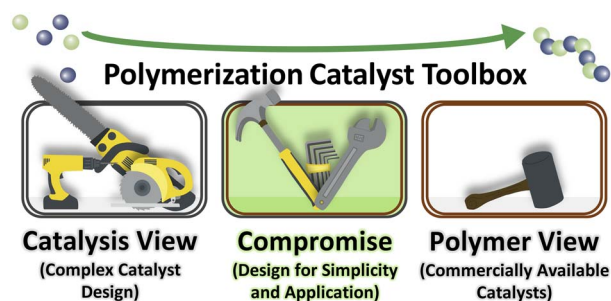 Polymerization Catalyst Toolbox
Catalysis View
(Complex Catalyst
Design)
Compromise
(Design for Simplicity
and Application)
Polymer View
(Commercially Available
Catalysts)